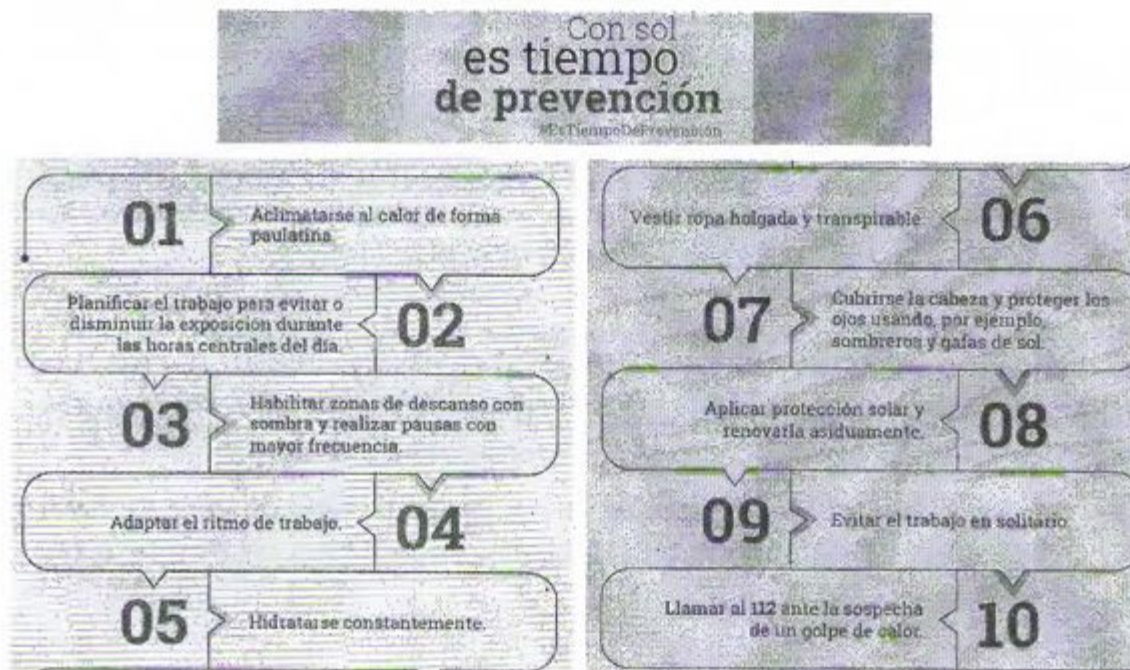 Con sol
es tiempo
de prevención
#EsTiempoDePrevención
01
Aclimatarse al calor de forma
paulatina
Planificar el trabajo para evitar o
disminuir la exposición durante
las horas centrales del día.
02
03
Habilitar zonas de descanso con
sombra y realizar pausas con
mayor frecuencia.
Adaptar el ritmo de trabajo.
04
05
Hidratarse constantemente.
Vestir ropa holgada y transpirable
06
07
Cubrirse la cabeza y proteger los
ojos usando, por ejemplo,
sombreros y gafas de sol.
Aplicar protección solar y
renovarla asiduamente.
08
09
Evitar el trabajo en solitario.
Llamar al 112 ante la sospecha
de un golpe de calor.
10